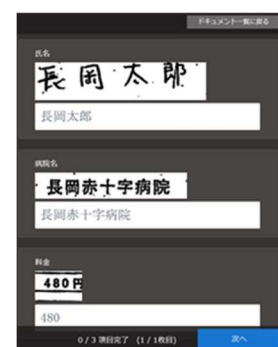 ドキュメント一覧に戻る
氏名
長岡太郎
長岡太郎
病院名
長岡赤十字病院
長岡赤十字病院
料金
480円
480
0 / 3 項目完了 (1 / 1枚目)
次へ